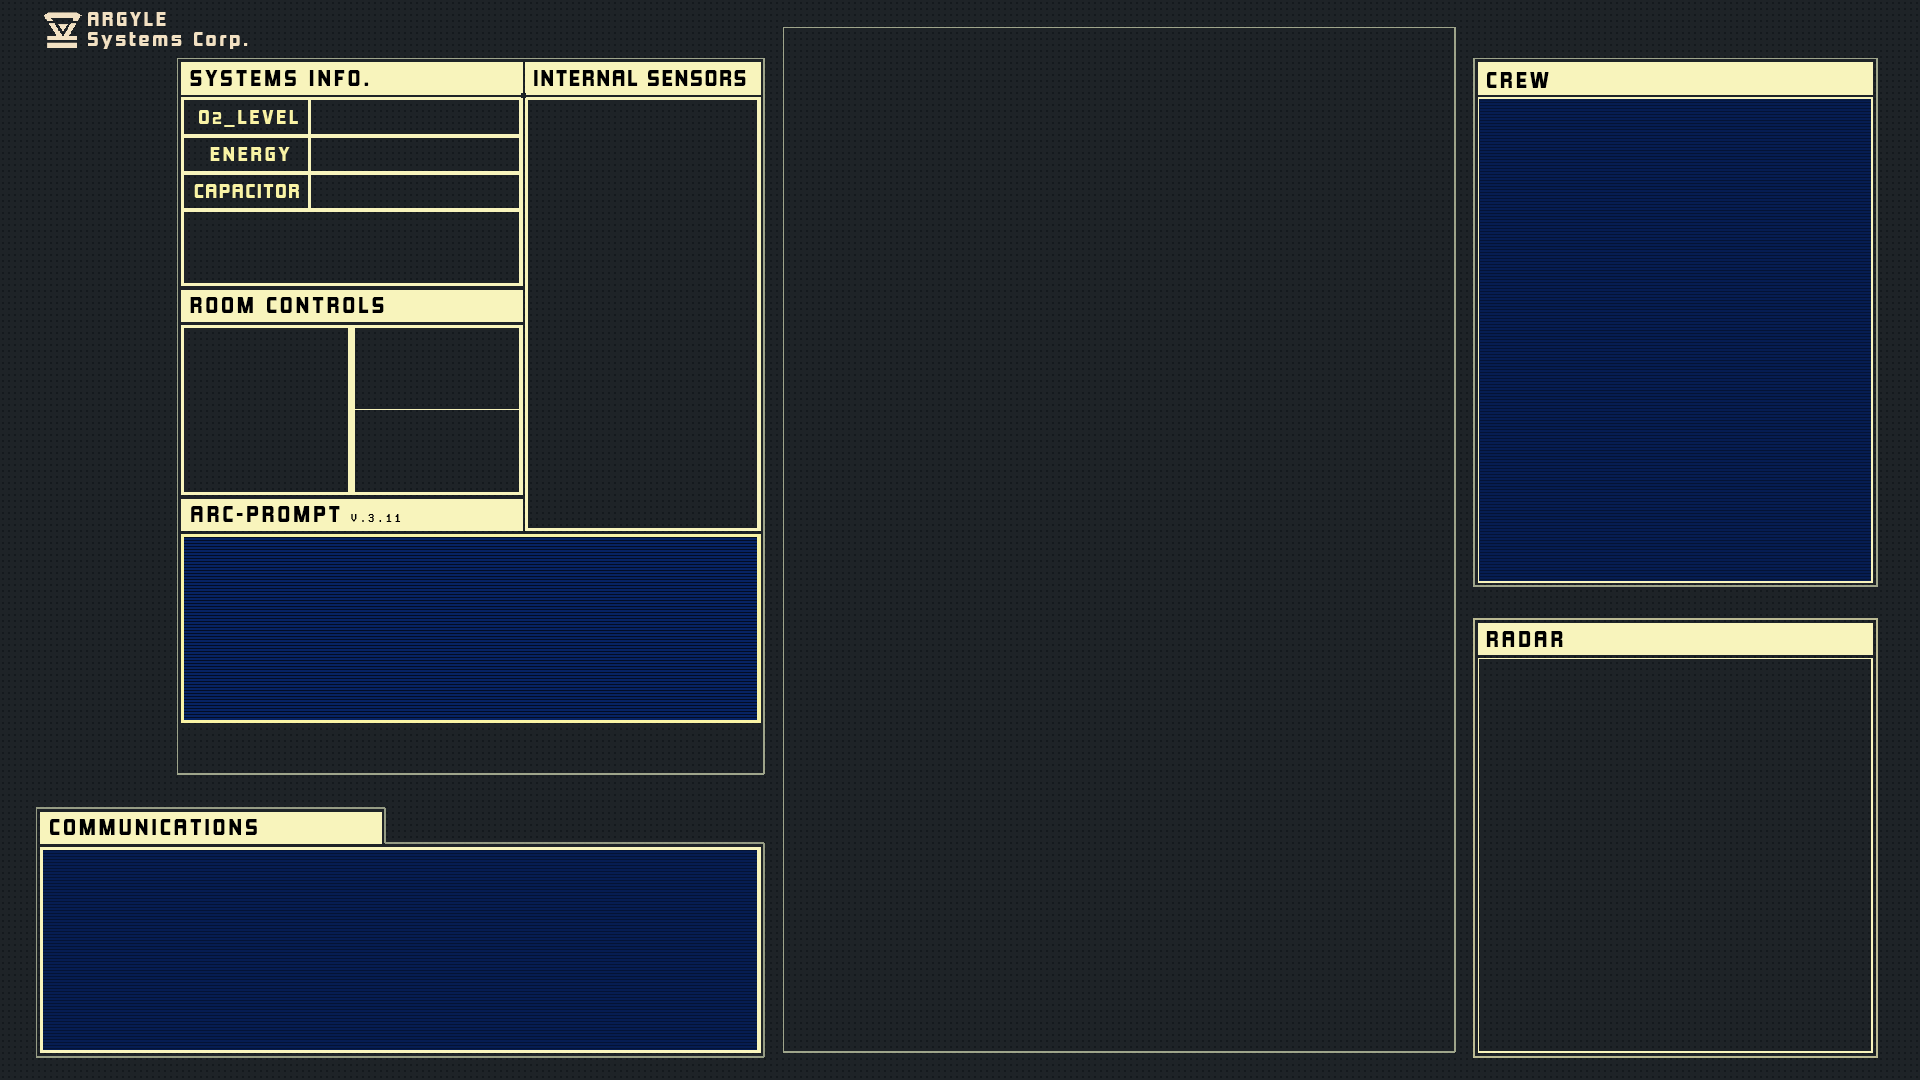 ARGYLE
Systems Corp.
SYSTEMS INFO.
INTERNAL SENSORS
O2_LEVEL
ENERGY
CAPACITOR
ROOM CONTROLS
ARC-PROMPT V.3.11
COMMUNICATIONS
CREW
RADAR